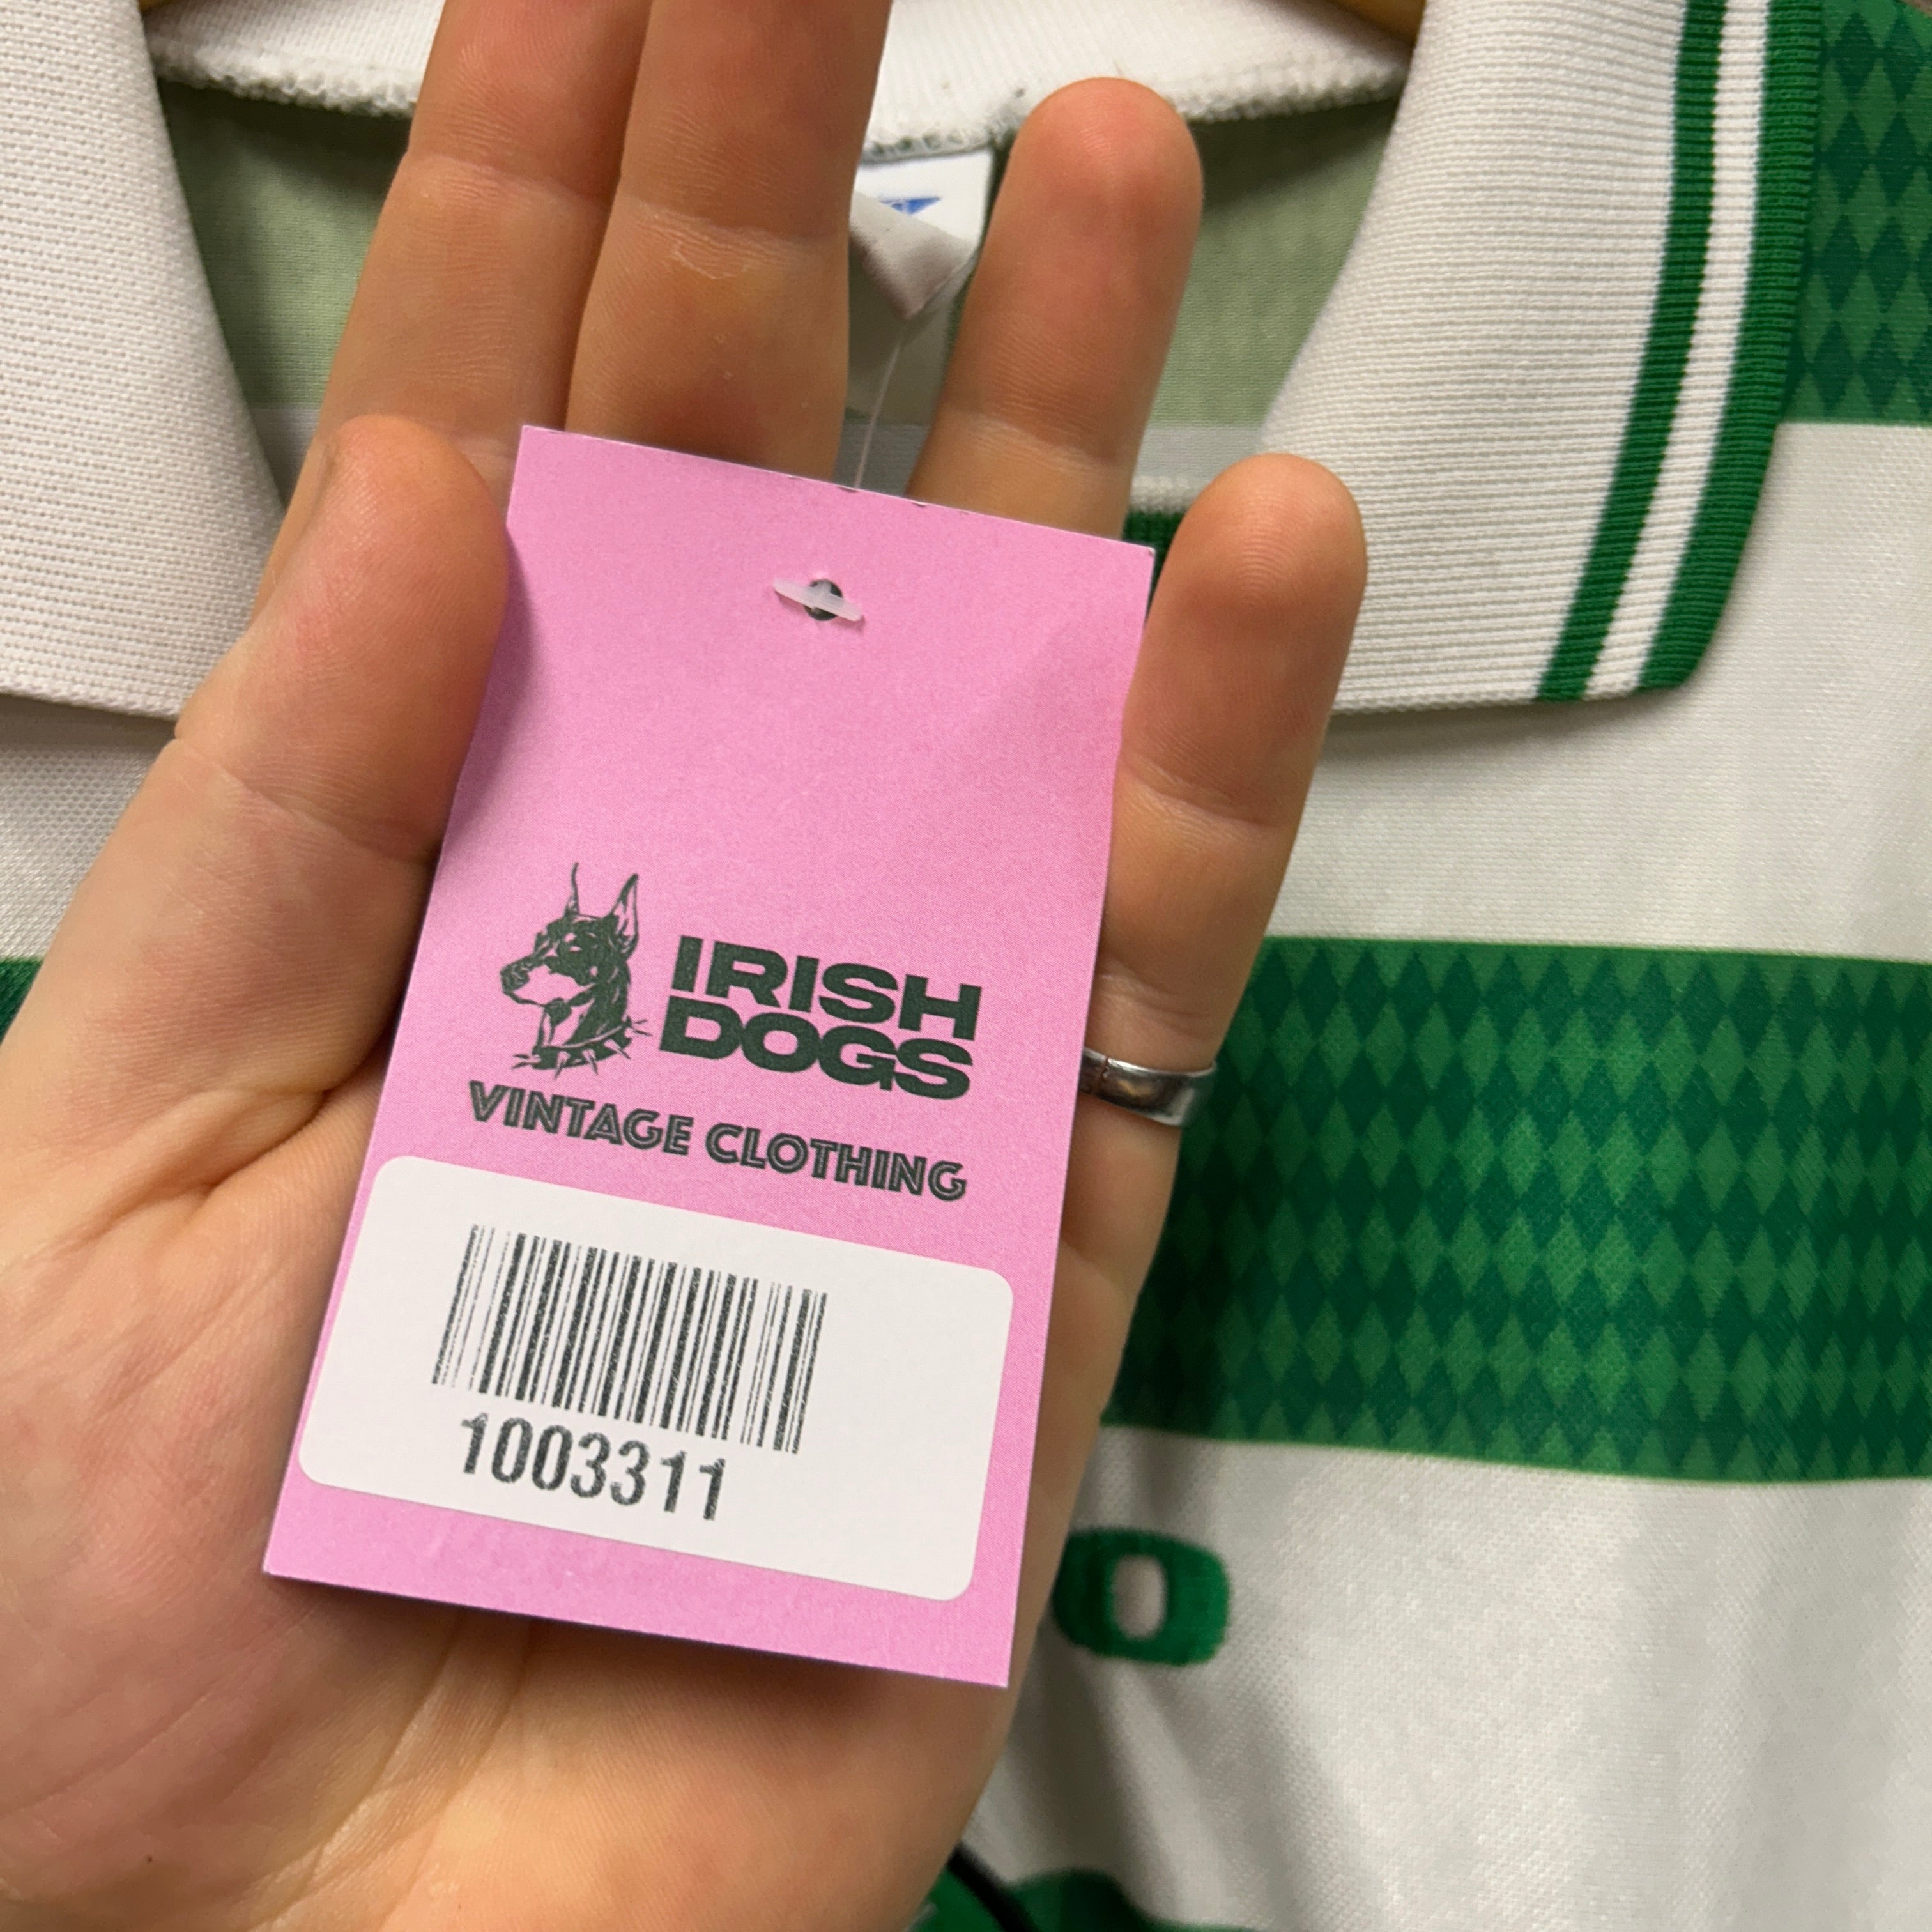 IRISH
DOGS
VINTAGE CLOTHING
1003311